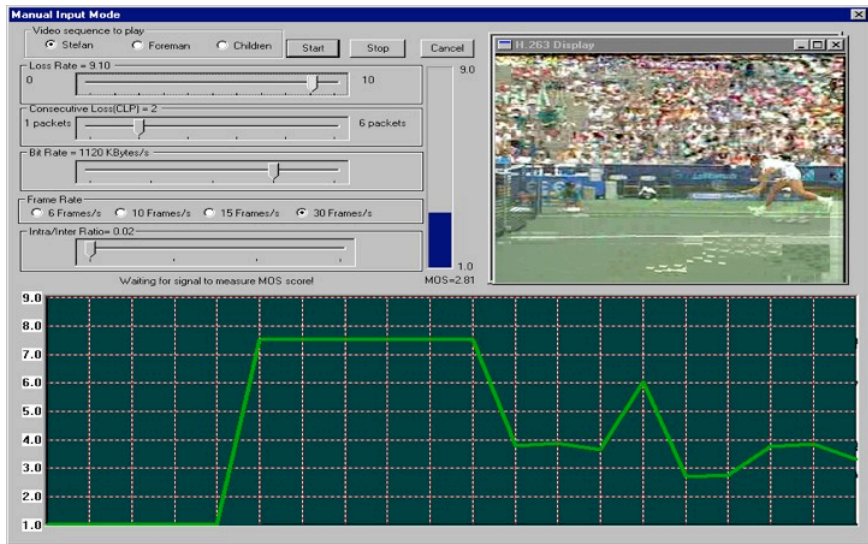 Manual Input Mode
Video sequence to play
Stefan Foreman Children Start Stop Cancel
H.263 Display
Loss Rate = 9.10
0 10 9.0
Consecutive Loss(CLP) = 2
1 packets 6 packets
Bit Rate = 1120 KBytes/s
Frame Rate
6 Frames/s 10 Frames/s 15 Frames/s 30 Frames/s
Intra/Inter Ratio= 0.02
1.0
Waiting for signal to measure MOS score! MOS=2.81
9.0
8.0
7.0
6.0
5.0
4.0
3.0
2.0
1.0